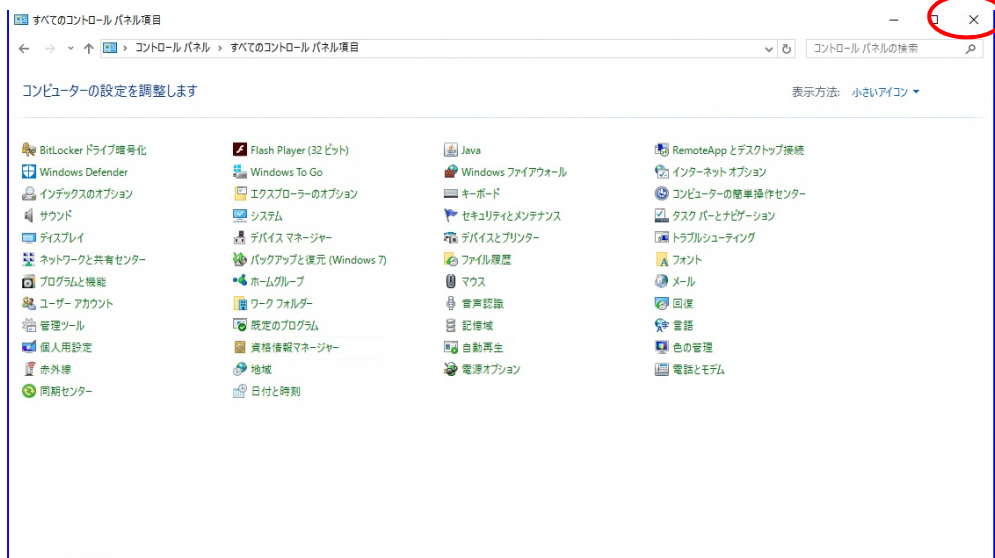 すべてのコントロール パネル項目
コントロール パネル › すべてのコントロール パネル項目 コントロール パネルの検索
コンピューターの設定を調整します 表示方法: 小さいアイコン
BitLocker ドライブ暗号化 Flash Player (32 ビット) Java RemoteApp とデスクトップ接続
Windows Defender Windows To Go Windows ファイアウォール インターネット オプション
インデックスのオプション エクスプローラーのオプション キーボード コンピューターの簡単操作センター
サウンド システム セキュリティとメンテナンス タスク バーとナビゲーション
ディスプレイ デバイス マネージャー デバイスとプリンター トラブルシューティング
ネットワークと共有センター バックアップと復元 (Windows 7) ファイル履歴 フォント
プログラムと機能 ホームグループ マウス メール
ユーザー アカウント ワーク フォルダー 音声認識 回復
管理ツール 既定のプログラム 記憶域 言語
個人用設定 資格情報マネージャー 自動再生 色の管理
赤外線 地域 電源オプション 電話とモデム
同期センター 日付と時刻